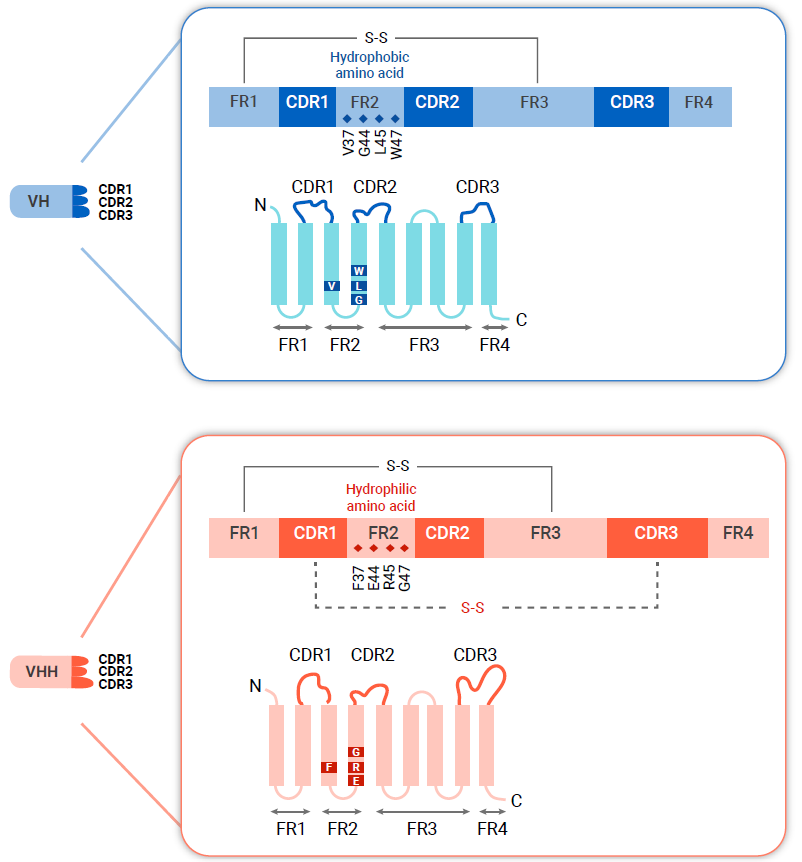 S-S
Hydrophobic
amino acid
FR1 CDR1 FR2 CDR2 FR3 CDR3 FR4
V37
G44
L45
W47
VH
CDR1
CDR2
CDR3
CDR1 CDR2 CDR3
N
W
V L
G
C
FR1 FR2 FR3 FR4
S-S
Hydrophilic
amino acid
FR1 CDR1 FR2 CDR2 FR3 CDR3 FR4
F37
E44
R45
G47
S-S
VHH
CDR1
CDR2
CDR3
CDR1 CDR2 CDR3
N
G
F R
E
C
FR1 FR2 FR3 FR4